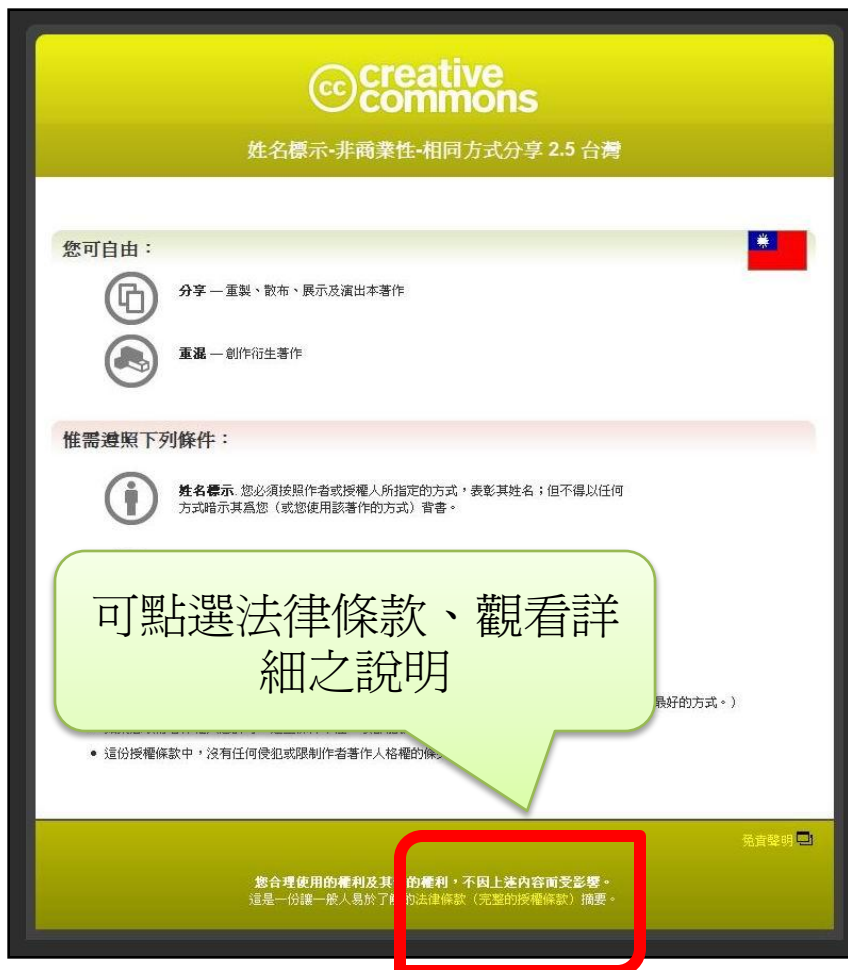 cc creative
commons
姓名標示-非商業性-相同方式分享 2.5 台灣
您可自由：
分享 — 重製、散布、展示及演出本著作
重混 — 創作衍生著作
惟需遵照下列條件：
姓名標示. 您必須按照作者或授權人所指定的方式，表彰其姓名；但不得以任何
方式暗示其為您（或您使用該著作的方式）背書。
可點選法律條款、觀看詳
細之說明
最好的方式。）
• 這份授權條款中，沒有任何侵犯或限制作者著作人格權的
免責聲明
您合理使用的權利及其 的權利，不因上述內容而受影響。
這是一份讓一般人易於了 的法律條款（完整的授權條款）摘要。